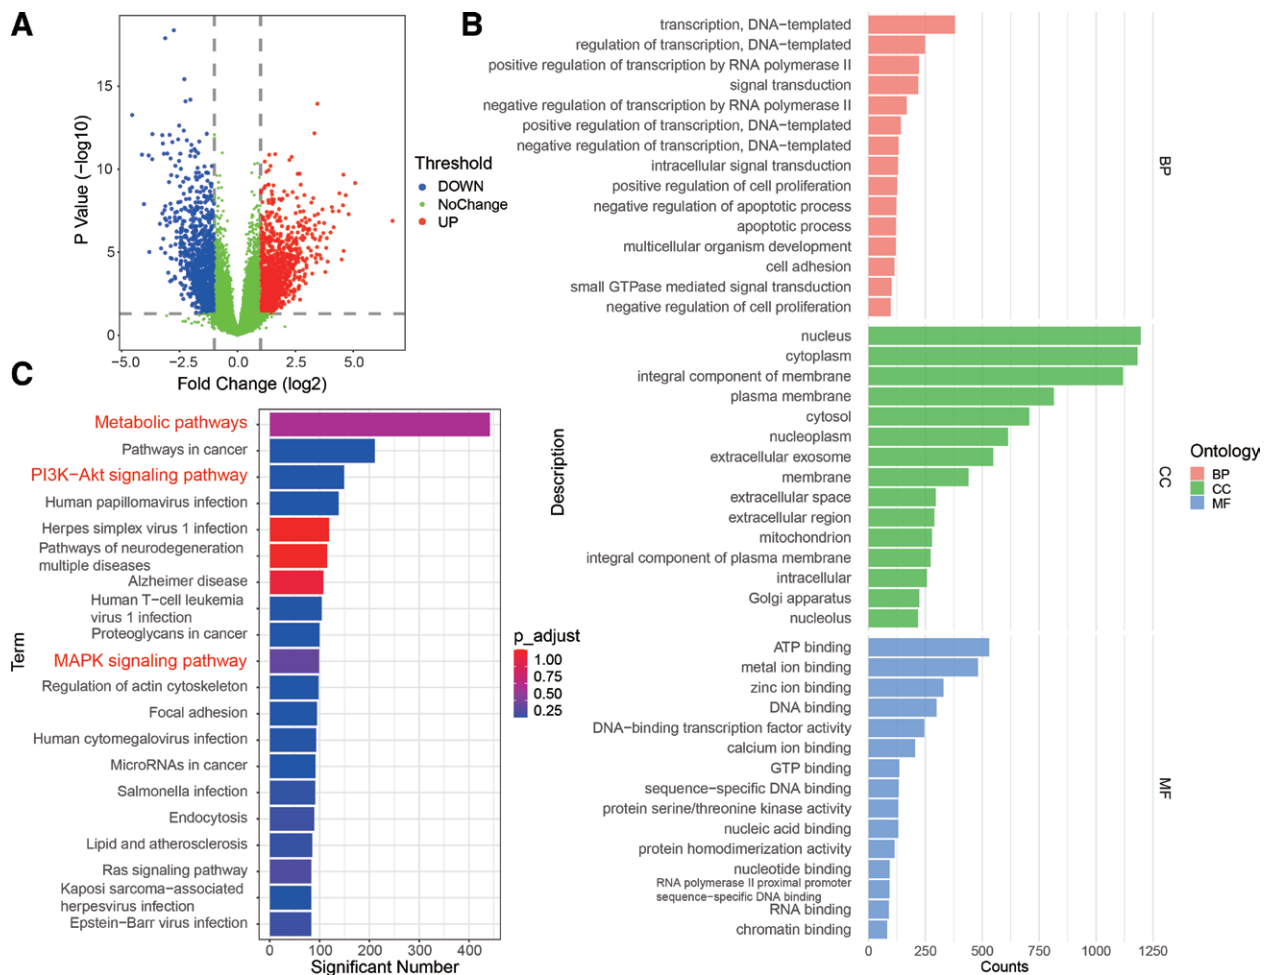 A
P Value (−log10)
15
10
5
0
−5.0
−2.5
0.0
2.5
5.0
Fold Change (log2)
Threshold
DOWN
NoChange
UP
B
Description
transcription, DNA−templated
regulation of transcription, DNA−templated
positive regulation of transcription by RNA polymerase II
signal transduction
negative regulation of transcription by RNA polymerase II
positive regulation of transcription, DNA−templated
negative regulation of transcription, DNA−templated
intracellular signal transduction
positive regulation of cell proliferation
negative regulation of apoptotic process
apoptotic process
multicellular organism development
cell adhesion
small GTPase mediated signal transduction
negative regulation of cell proliferation
BP
nucleus
cytoplasm
integral component of membrane
plasma membrane
cytosol
nucleoplasm
extracellular exosome
membrane
extracellular space
extracellular region
mitochondrion
integral component of plasma membrane
intracellular
Golgi apparatus
nucleolus
CC
ATP binding
metal ion binding
zinc ion binding
DNA binding
DNA−binding transcription factor activity
calcium ion binding
GTP binding
sequence−specific DNA binding
protein serine/threonine kinase activity
nucleic acid binding
protein homodimerization activity
nucleotide binding
RNA polymerase II proximal promoter
sequence−specific DNA binding
RNA binding
chromatin binding
MF
0
250
500
750
1000
1250
Counts
Ontology
BP
CC
MF
C
Term
Metabolic pathways
Pathways in cancer
PI3K−Akt signaling pathway
Human papillomavirus infection
Herpes simplex virus 1 infection
Pathways of neurodegeneration
multiple diseases
Alzheimer disease
Human T−cell leukemia
virus 1 infection
Proteoglycans in cancer
MAPK signaling pathway
Regulation of actin cytoskeleton
Focal adhesion
Human cytomegalovirus infection
MicroRNAs in cancer
Salmonella infection
Endocytosis
Lipid and atherosclerosis
Ras signaling pathway
Kaposi sarcoma−associated
herpesvirus infection
Epstein−Barr virus infection
0
100
200
300
400
Significant Number
p_adjust
1.00
0.75
0.50
0.25